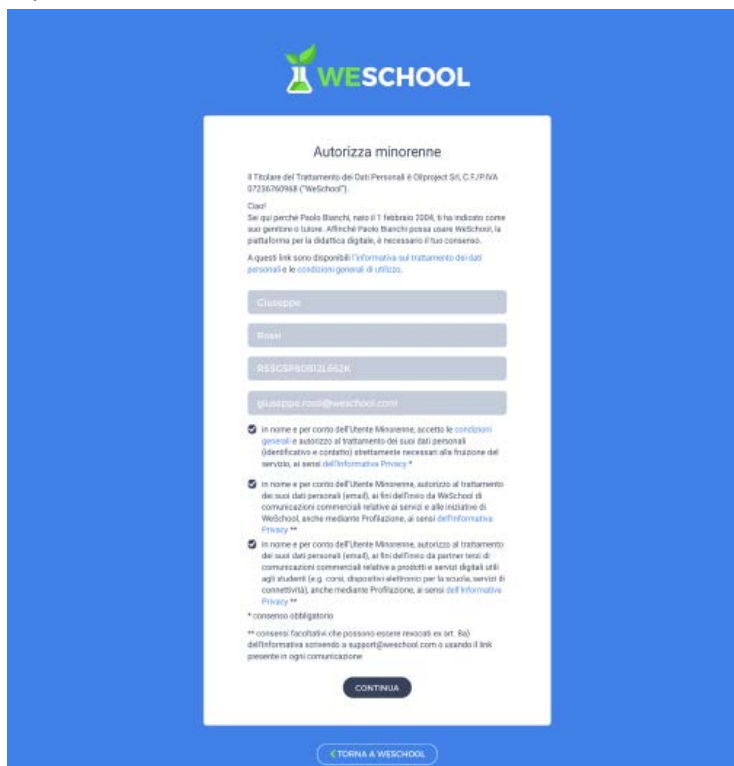 WESCHOOL
Autorizza minorenne
Il Titolare del Trattamento dei Dati Personali è Oilproject Srl, C.F./P.IVA
07236760968 ("WeSchool").
Ciao!
Sei qui perché Paolo Bianchi, nato il 1 febbraio 2004, ti ha indicato come
suo genitore o tutore. Affinché Paolo Bianchi possa usare WeSchool, la
piattaforma per la didattica digitale, è necessario il tuo consenso.
A questi link sono disponibili l'informativa sul trattamento dei dati
personali e le condizioni generali di utilizzo.
Giuseppe
Rossi
giuseppe.rossi@weschool.com
in nome e per conto dell'Utente Minorenne, accetto le condizioni
generali e autorizzo al trattamento dei suoi dati personali
(identificativo e contatto) strettamente necessari alla fruizione del
servizio, ai sensi dell'Informativa Privacy *
in nome e per conto dell'Utente Minorenne, autorizzo al trattamento
dei suoi dati personali (email), ai fini dell'invio da WeSchool di
comunicazioni commerciali relative ai servizi e alle iniziative di
WeSchool, anche mediante Profilazione, ai sensi dell'Informativa
Privacy **
in nome e per conto dell'Utente Minorenne, autorizzo al trattamento
dei suoi dati personali (email), ai fini dell'invio da partner terzi di
comunicazioni commerciali relative a prodotti e servizi digitali utili
agli studenti (e.g. corsi, dispositivi elettronici per la scuola, servizi di
connettività), anche mediante Profilazione, ai sensi dell'Informativa
Privacy **
* consenso obbligatorio
** consensi facoltativi che possono essere revocati ex art. 8a)
dell'Informativa scrivendo a support@weschool.com o usando il link
presente in ogni comunicazione
CONTINUA
TORNA A WESCHOOL